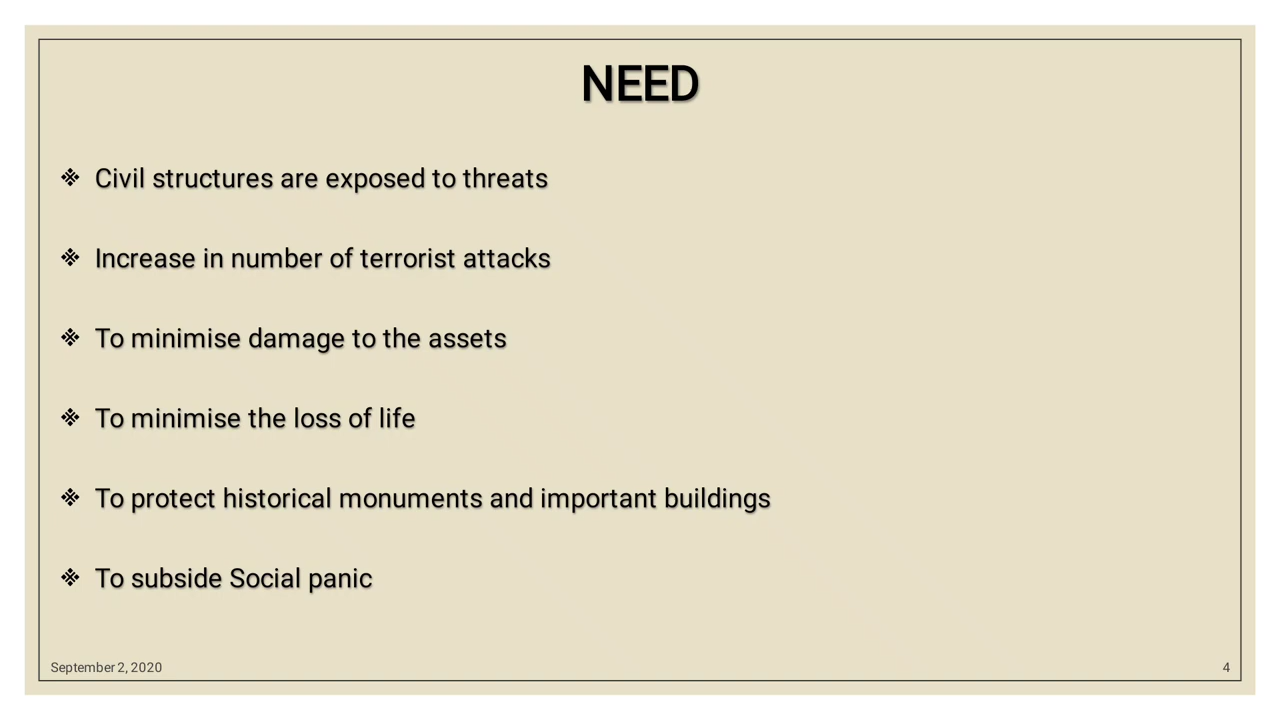 NEED
❖ Civil structures are exposed to threats
❖ Increase in number of terrorist attacks
❖ To minimise damage to the assets
❖ To minimise the loss of life
❖ To protect historical monuments and important buildings
❖ To subside Social panic
September 2, 2020
4